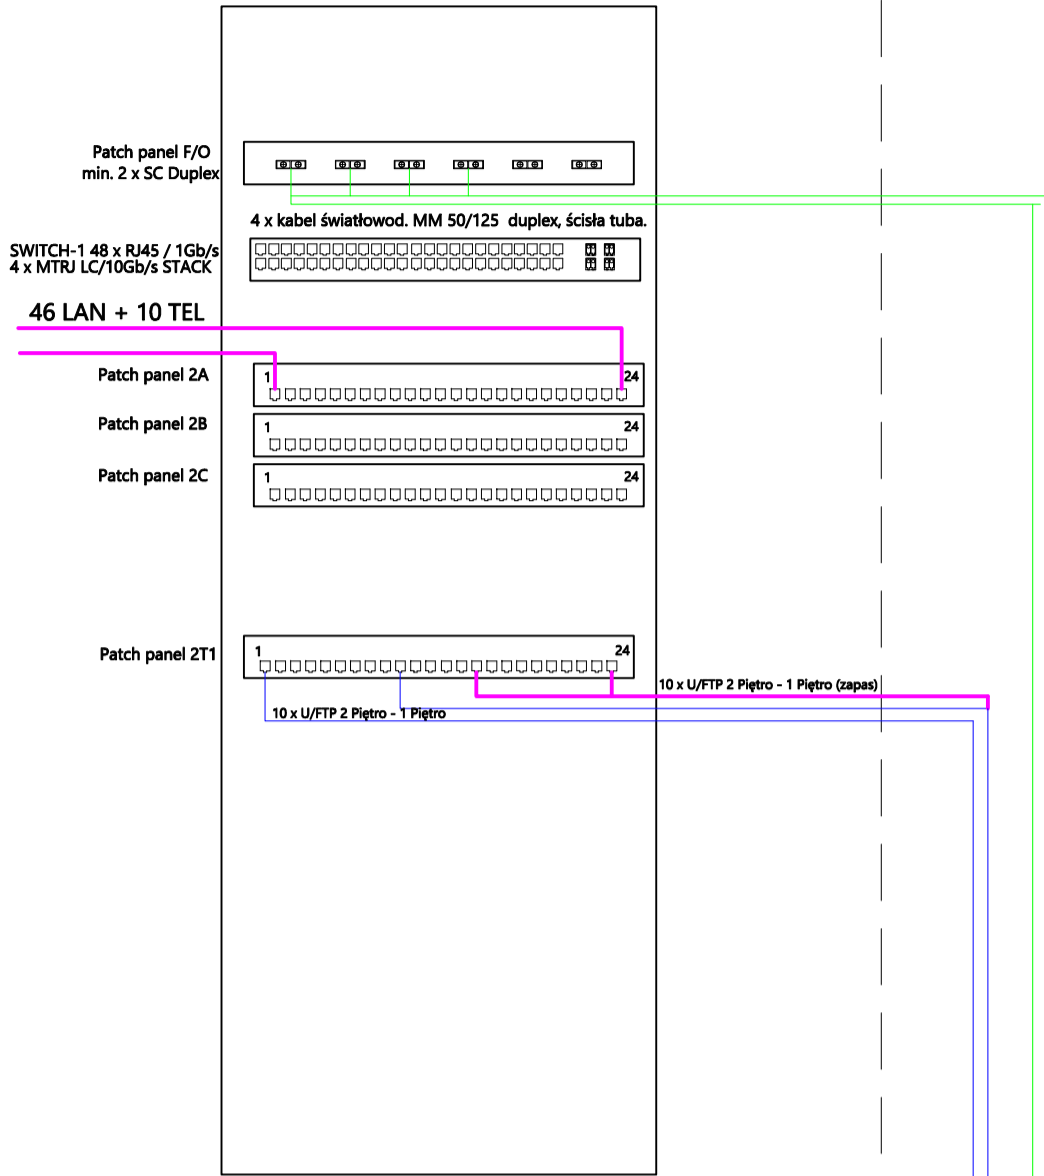 Patch panel F/O
min. 2 x SC Duplex
4 x kabel światłowod. MM 50/125 duplex, ścisła tuba.
SWITCH-1 48 x RJ45 / 1Gb/s
4 x MTRJ LC/10Gb/s STACK
46 LAN + 10 TEL
Patch panel 2A
1 24
Patch panel 2B
1 24
Patch panel 2C
1 24
Patch panel 2T1
1 24
10 x U/FTP 2 Piętro - 1 Piętro (zapas)
10 x U/FTP 2 Piętro - 1 Piętro